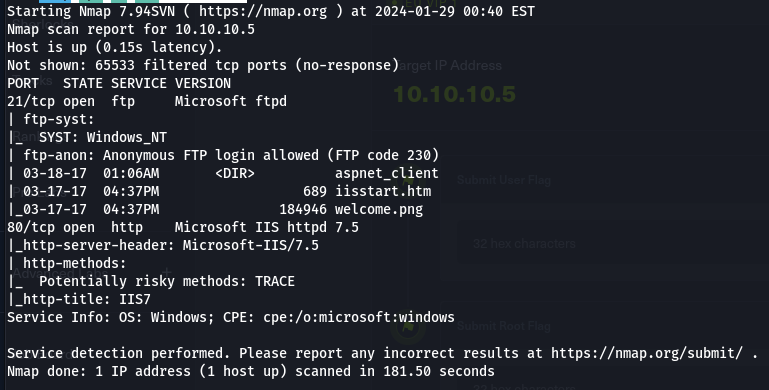 Starting Nmap 7.94SVN ( https://nmap.org ) at 2024-01-29 00:40 EST
Nmap scan report for 10.10.10.5
Host is up (0.15s latency).
Not shown: 65533 filtered tcp ports (no-response)
Target IP Address
PORT   STATE SERVICE VERSION
21/tcp open  ftp     Microsoft ftpd
10.10.10.5
| ftp-syst:
|_  SYST: Windows_NT
| ftp-anon: Anonymous FTP login allowed (FTP code 230)
| 03-18-17  01:06AM       <DIR>          aspnet_client
Submit User Flag
| 03-17-17  04:37PM                  689 iisstart.htm
|_03-17-17  04:37PM               184946 welcome.png
80/tcp open  http    Microsoft IIS httpd 7.5
|_http-server-header: Microsoft-IIS/7.5
32 hex characters
| http-methods:
|_  Potentially risky methods: TRACE
|_http-title: IIS7
Service Info: OS: Windows; CPE: cpe:/o:microsoft:windows
Submit Root Flag
Service detection performed. Please report any incorrect results at https://nmap.org/submit/ .
Nmap done: 1 IP address (1 host up) scanned in 181.50 seconds
32 hex characters